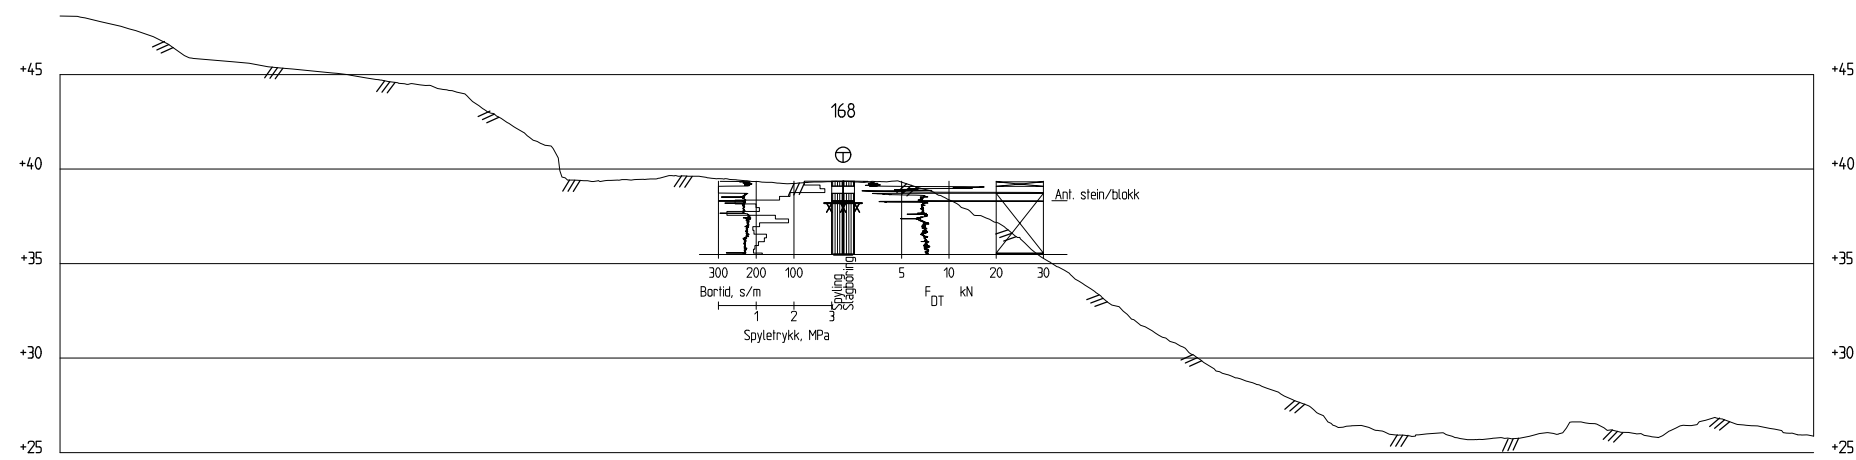 +45 +45
168
+40 +40
Ant. stein/blokk
+35 +35
300 200 100 5 10 20 30
Spyling
Slagboring
Bortid, s/m
F DT kN
1 2 3
Spyletrykk, MPa
+30 +30
+25 +25